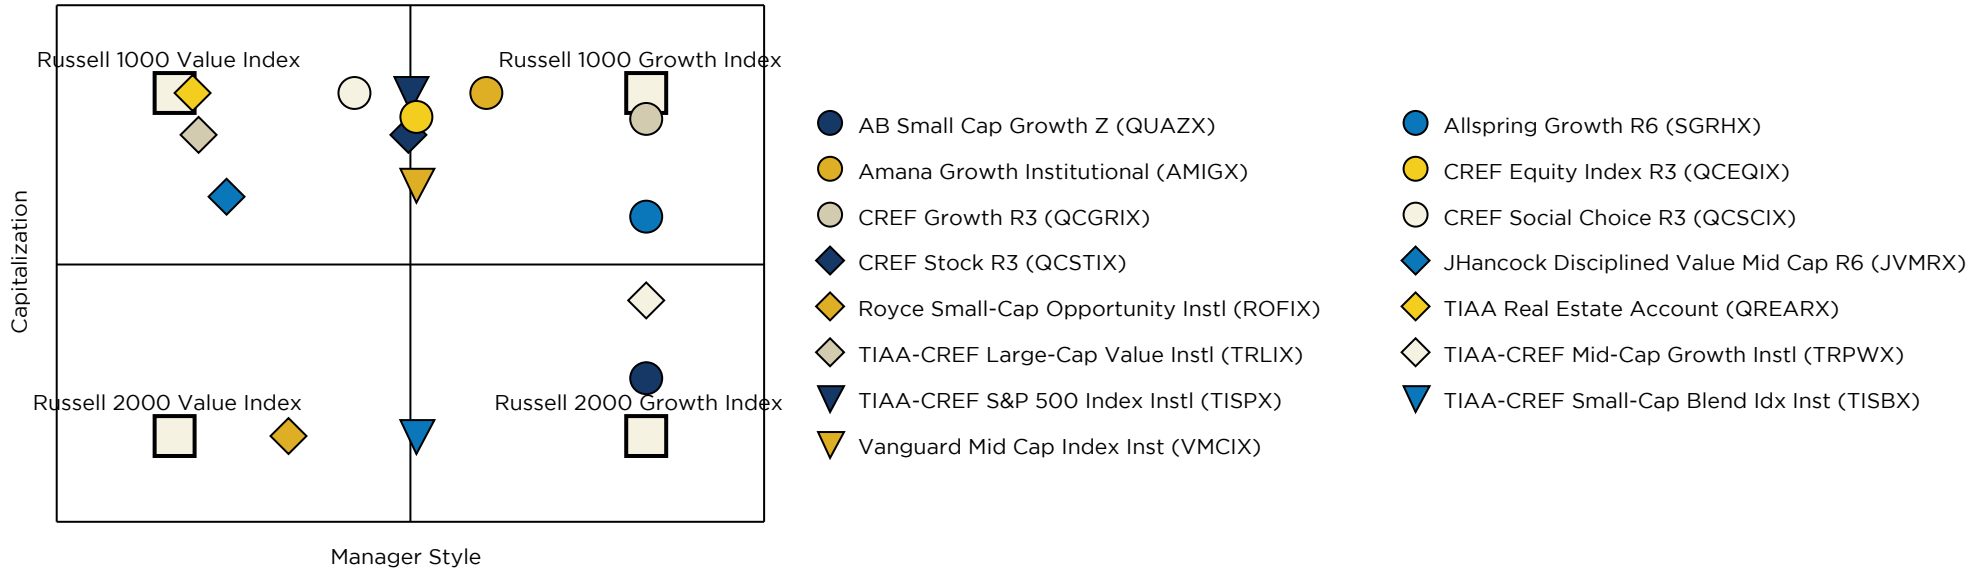 Russell 1000 Value Index
Russell 1000 Growth Index
Capitalization
Russell 2000 Value Index
Russell 2000 Growth Index
Manager Style
AB Small Cap Growth Z (QUAZX)
Allspring Growth R6 (SGRHX)
Amana Growth Institutional (AMIGX)
CREF Equity Index R3 (QCEQIX)
CREF Growth R3 (QCGRIX)
CREF Social Choice R3 (QCSCIX)
CREF Stock R3 (QCSTIX)
JHancock Disciplined Value Mid Cap R6 (JVMRX)
Royce Small-Cap Opportunity Instl (ROFIX)
TIAA Real Estate Account (QREARX)
TIAA-CREF Large-Cap Value Instl (TRLIX)
TIAA-CREF Mid-Cap Growth Instl (TRPWX)
TIAA-CREF S&P 500 Index Instl (TISPX)
TIAA-CREF Small-Cap Blend Idx Inst (TISBX)
Vanguard Mid Cap Index Inst (VMCIX)